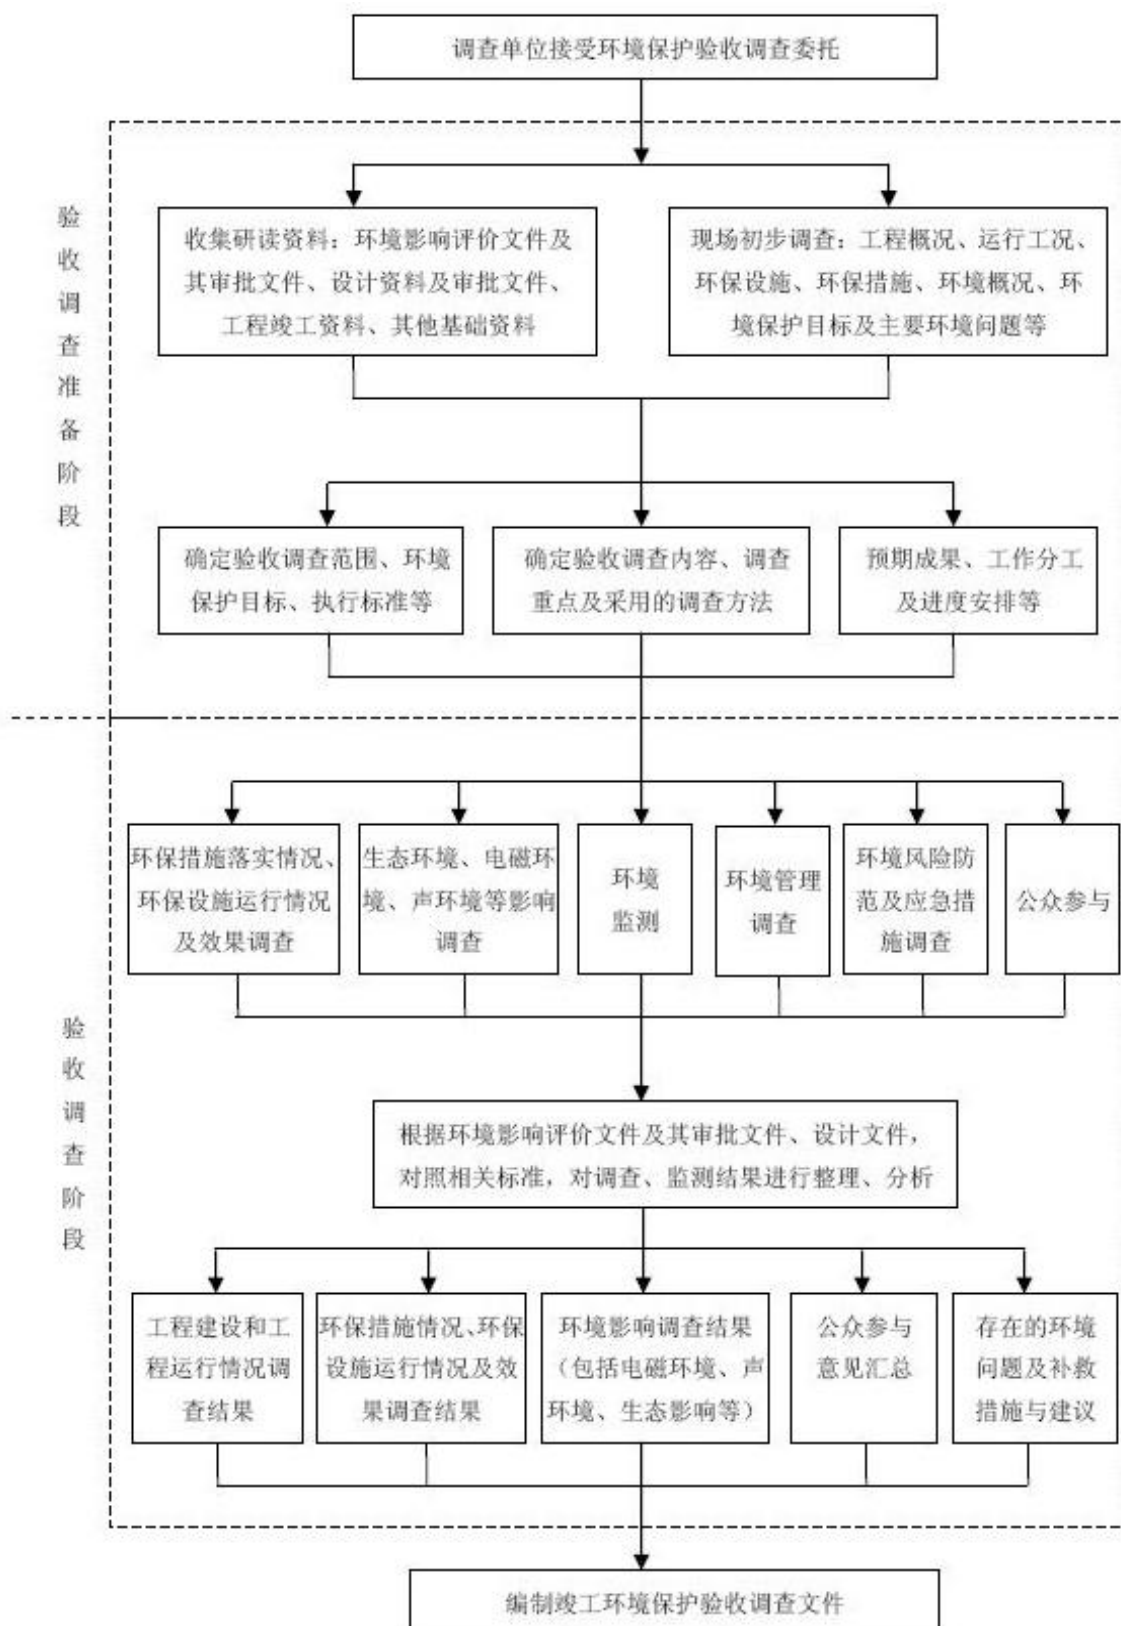 调查单位接受环境保护验收调查委托
验收调查准备阶段
收集研读资料：环境影响评价文件及
其审批文件、设计资料及审批文件、
工程竣工资料、其他基础资料
现场初步调查：工程概况、运行工况、
环保设施、环保措施、环境概况、环
境保护目标及主要环境问题等
确定验收调查范围、环境
保护目标、执行标准等
确定验收调查内容、调查
重点及采用的调查方法
预期成果、工作分工
及进度安排等
验收调查阶段
环保措施落实情况、
环保设施运行情况
及效果调查
生态环境、电磁环
境、声环境等影响
调查
环境
监测
环境管理
调查
环境风险防
范及应急措
施调查
公众参与
根据环境影响评价文件及其审批文件、设计文件，
对照相关标准，对调查、监测结果进行整理、分析
工程建设和工
程运行情况调
查结果
环保措施情况、环保
设施运行情况及效
果调查结果
环境影响调查结果
（包括电磁环境、声
环境、生态影响等）
公众参与
意见汇总
存在的环境
问题及补救
措施与建议
编制竣工环境保护验收调查文件